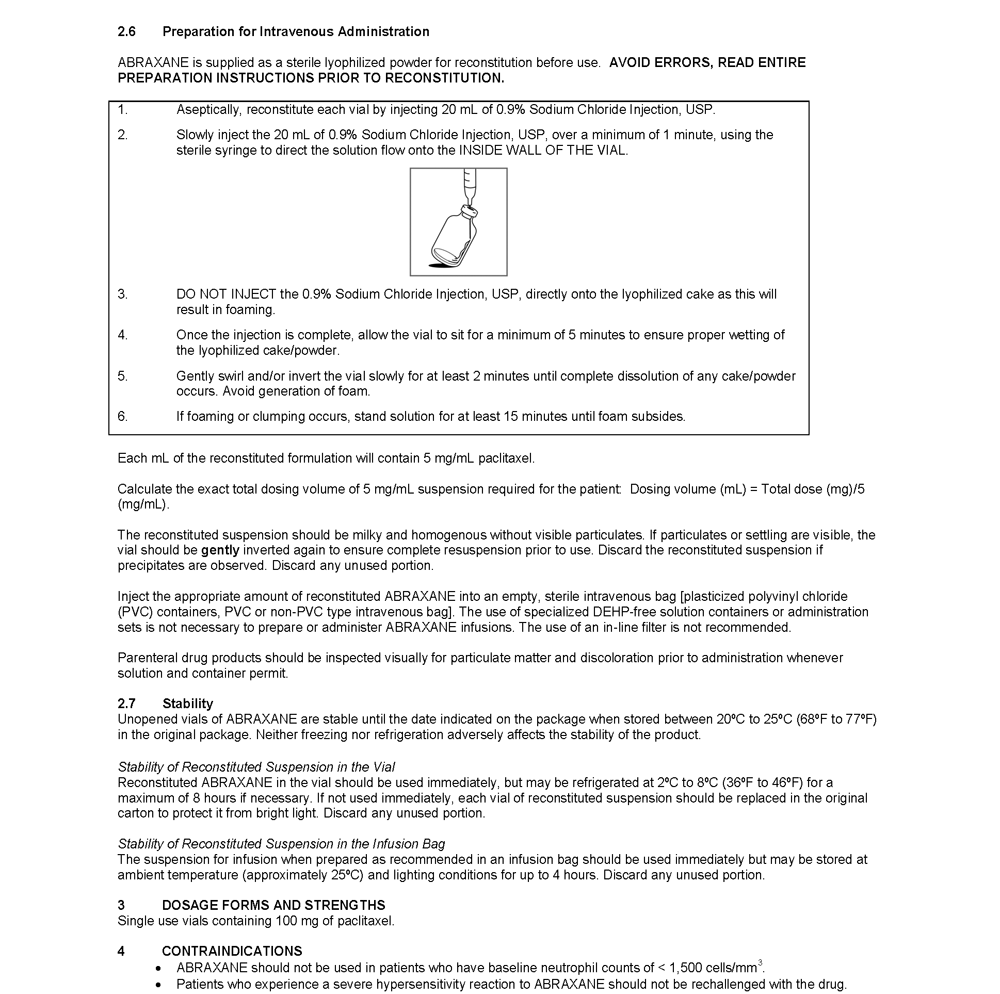 2.6 Preparation for Intravenous Administration
ABRAXANE is supplied as a sterile lyophilized powder for reconstitution before use. AVOID ERRORS, READ ENTIRE
PREPARATION INSTRUCTIONS PRIOR TO RECONSTITUTION.
1. Aseptically, reconstitute each vial by injecting 20 mL of 0.9% Sodium Chloride Injection, USP.
2. Slowly inject the 20 mL of 0.9% Sodium Chloride Injection, USP, over a minimum of 1 minute, using the
sterile syringe to direct the solution flow onto the INSIDE WALL OF THE VIAL.
3. DO NOT INJECT the 0.9% Sodium Chloride Injection, USP, directly onto the lyophilized cake as this will
result in foaming.
4. Once the injection is complete, allow the vial to sit for a minimum of 5 minutes to ensure proper wetting of
the lyophilized cake/powder.
5. Gently swirl and/or invert the vial slowly for at least 2 minutes until complete dissolution of any cake/powder
occurs. Avoid generation of foam.
6. If foaming or clumping occurs, stand solution for at least 15 minutes until foam subsides.
Each mL of the reconstituted formulation will contain 5 mg/mL paclitaxel.
Calculate the exact total dosing volume of 5 mg/mL suspension required for the patient: Dosing volume (mL) = Total dose (mg)/5
(mg/mL).
The reconstituted suspension should be milky and homogenous without visible particulates. If particulates or settling are visible, the
vial should be gently inverted again to ensure complete resuspension prior to use. Discard the reconstituted suspension if
precipitates are observed. Discard any unused portion.
Inject the appropriate amount of reconstituted ABRAXANE into an empty, sterile intravenous bag [plasticized polyvinyl chloride
(PVC) containers, PVC or non-PVC type intravenous bag]. The use of specialized DEHP-free solution containers or administration
sets is not necessary to prepare or administer ABRAXANE infusions. The use of an in-line filter is not recommended.
Parenteral drug products should be inspected visually for particulate matter and discoloration prior to administration whenever
solution and container permit.
2.7 Stability
Unopened vials of ABRAXANE are stable until the date indicated on the package when stored between 20ºC to 25ºC (68ºF to 77ºF)
in the original package. Neither freezing nor refrigeration adversely affects the stability of the product.
Stability of Reconstituted Suspension in the Vial
Reconstituted ABRAXANE in the vial should be used immediately, but may be refrigerated at 2ºC to 8ºC (36ºF to 46ºF) for a
maximum of 8 hours if necessary. If not used immediately, each vial of reconstituted suspension should be replaced in the original
carton to protect it from bright light. Discard any unused portion.
Stability of Reconstituted Suspension in the Infusion Bag
The suspension for infusion when prepared as recommended in an infusion bag should be used immediately but may be stored at
ambient temperature (approximately 25ºC) and lighting conditions for up to 4 hours. Discard any unused portion.
3 DOSAGE FORMS AND STRENGTHS
Single use vials containing 100 mg of paclitaxel.
4 CONTRAINDICATIONS
• ABRAXANE should not be used in patients who have baseline neutrophil counts of < 1,500 cells/mm³.
• Patients who experience a severe hypersensitivity reaction to ABRAXANE should not be rechallenged with the drug.